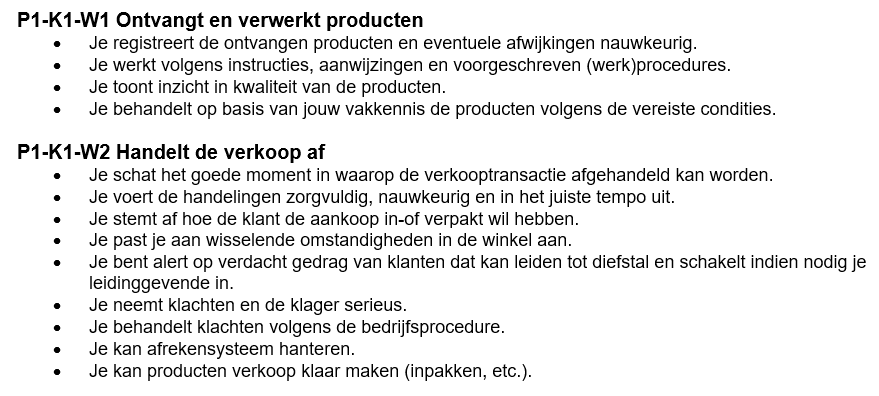 P1-K1-W1 Ontvangt en verwerkt producten
• Je registreert de ontvangen producten en eventuele afwijkingen nauwkeurig.
• Je werkt volgens instructies, aanwijzingen en voorgeschreven (werk)procedures.
• Je toont inzicht in kwaliteit van de producten.
• Je behandelt op basis van jouw vakkennis de producten volgens de vereiste condities.
P1-K1-W2 Handelt de verkoop af
• Je schat het goede moment in waarop de verkooptransactie afgehandeld kan worden.
• Je voert de handelingen zorgvuldig, nauwkeurig en in het juiste tempo uit.
• Je stemt af hoe de klant de aankoop in-of verpakt wil hebben.
• Je past je aan wisselende omstandigheden in de winkel aan.
• Je bent alert op verdacht gedrag van klanten dat kan leiden tot diefstal en schakelt indien nodig je
leidinggevende in.
• Je neemt klachten en de klager serieus.
• Je behandelt klachten volgens de bedrijfsprocedure.
• Je kan afrekensysteem hanteren.
• Je kan producten verkoop klaar maken (inpakken, etc.).